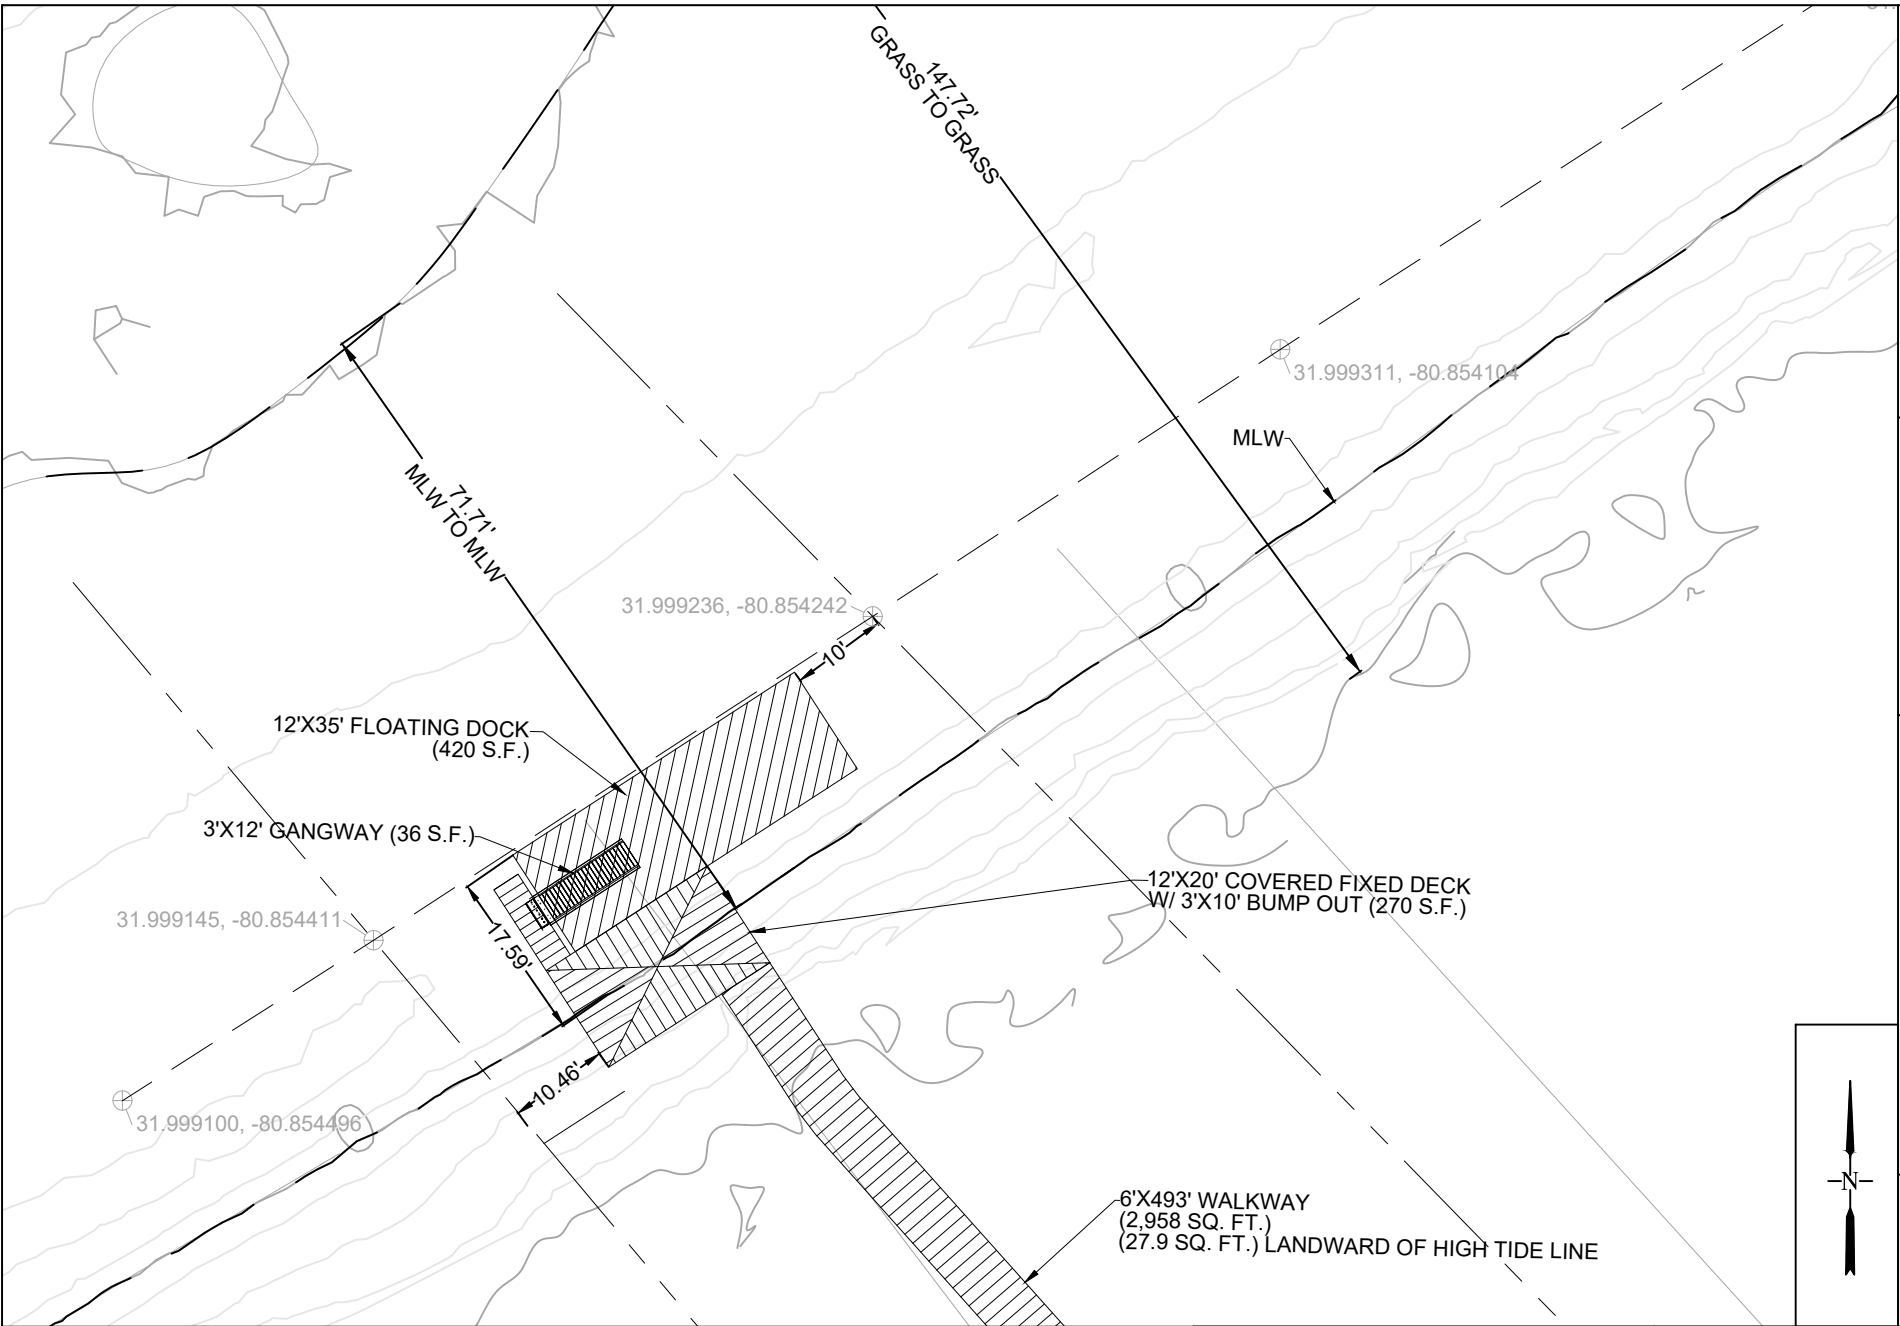 147.72'
GRASS TO GRASS
31.999311, -80.854104
MLW
71.71'
MLW TO MLW
31.999236, -80.854242
10'
12'X35' FLOATING DOCK
(420 S.F.)
3'X12' GANGWAY (36 S.F.)
12'X20' COVERED FIXED DECK
W/ 3'X10' BUMP OUT (270 S.F.)
31.999145, -80.854411
17.59'
10.46'
31.999100, -80.854496
6'X493' WALKWAY
(2,958 SQ. FT.)
(27.9 SQ. FT.) LANDWARD OF HIGH TIDE LINE
N